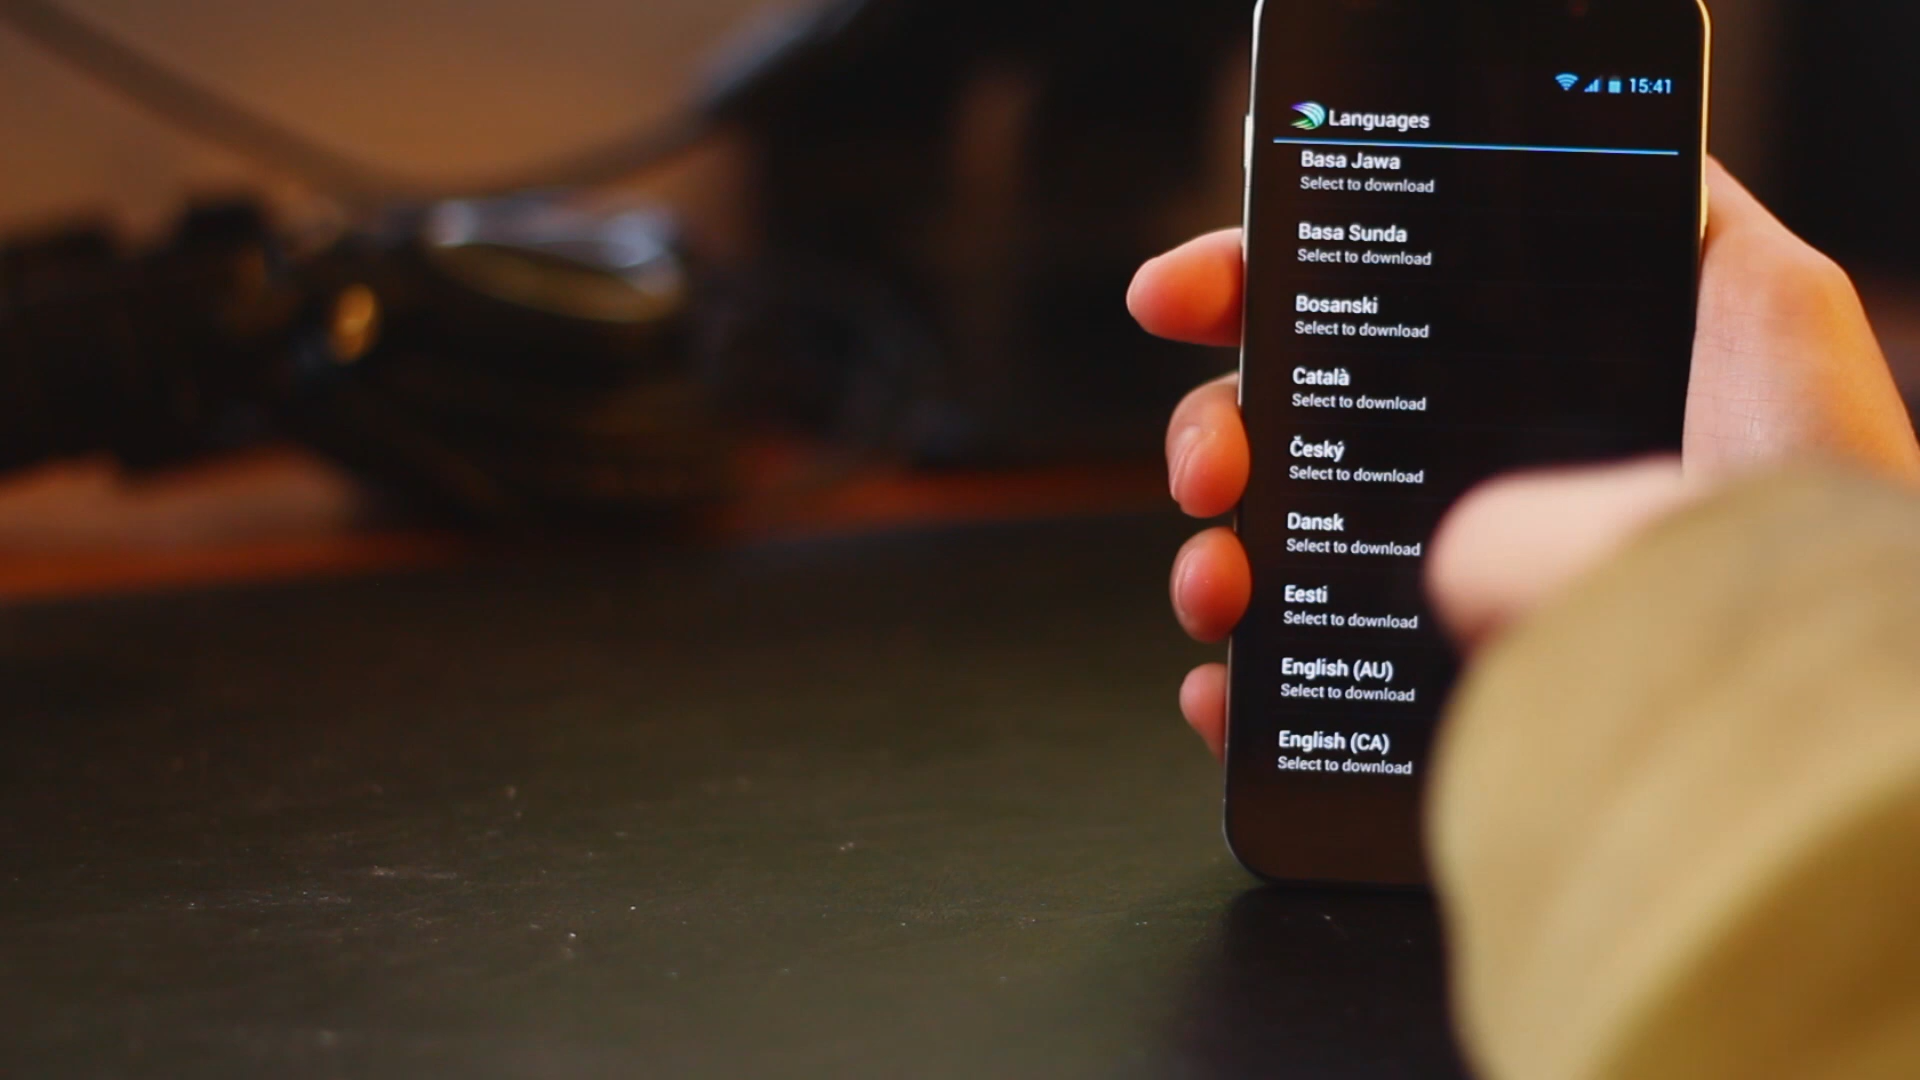 15:41
Languages
Basa Jawa
Select to download
Basa Sunda
Select to download
Bosanski
Select to download
Català
Select to download
Český
Select to download
Dansk
Select to download
Eesti
Select to download
English (AU)
Select to download
English (CA)
Select to download